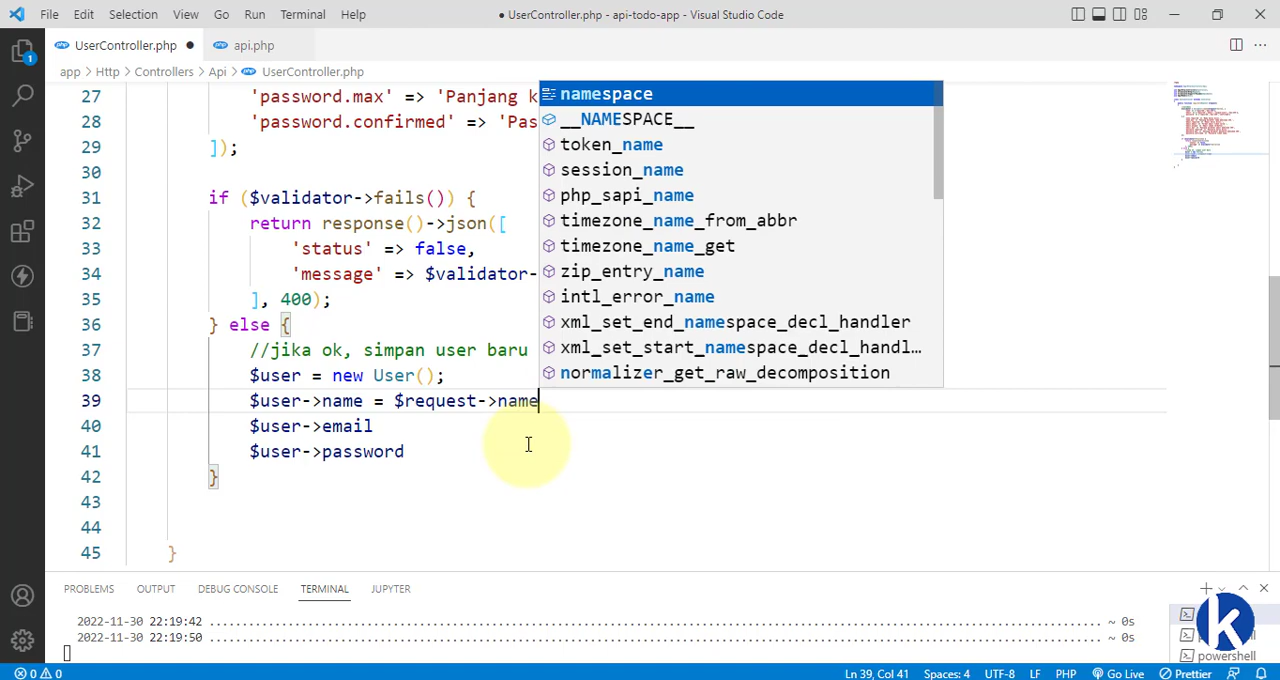 File Edit Selection View Go Run Terminal Help
● UserController.php - api-todo-app - Visual Studio Code
UserController.php ● api.php
app > Http > Controllers > Api > UserController.php
27 'password.max' => 'Panjang k
28 'password.confirmed' => 'Pas
29 ]);
30
31 if ($validator->fails()) {
32 return response()->json([
33 'status' => false,
34 'message' => $validator-
35 ], 400);
36 } else {
37 //jika ok, simpan user baru
38 $user = new User();
39 $user->name = $request->name
40 $user->email
41 $user->password
42 }
43
44
45 }
namespace
__NAMESPACE__
token_name
session_name
php_sapi_name
timezone_name_from_abbr
timezone_name_get
zip_entry_name
intl_error_name
xml_set_end_namespace_decl_handler
xml_set_start_namespace_decl_handl…
normalizer_get_raw_decomposition
1
PROBLEMS OUTPUT DEBUG CONSOLE TERMINAL JUPYTER
2022-11-30 22:19:42 ........ ~ 0s
2022-11-30 22:19:50 ........ ~ 0s
powershell
k
0 0
Ln 39, Col 41 Spaces: 4 UTF-8 LF PHP Go Live Prettier